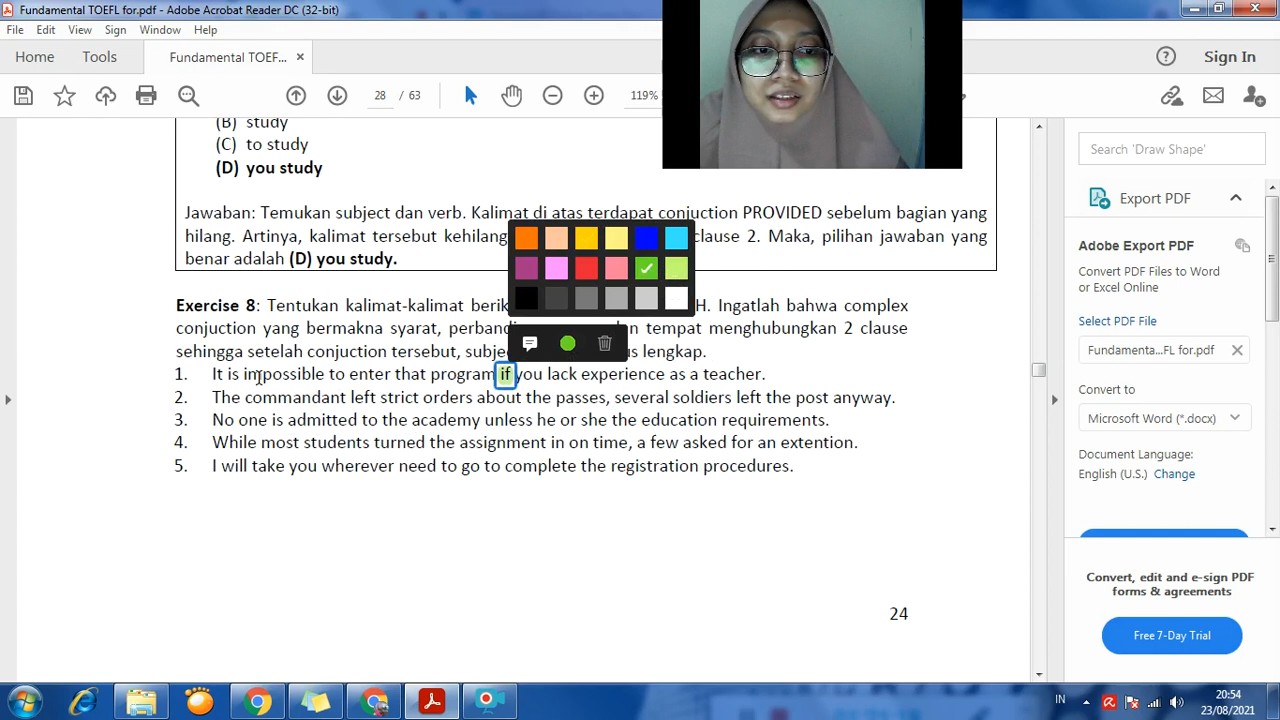 Fundamental TOEFL for.pdf - Adobe Acrobat Reader DC (32-bit)
File Edit View Sign Window Help
Home Tools Fundamental TOEF... × Sign In
28 / 63 119%
(B) study
(C) to study
(D) you study
Jawaban: Temukan subject dan verb. Kalimat di atas terdapat conjuction PROVIDED sebelum bagian yang
hilang. Artinya, kalimat tersebut clause 2. Maka, pilihan jawaban yang
benar adalah (D) you study.
Exercise 8: Tentukan kalimat-kalimat H. Ingatlah bahwa complex
conjuction yang bermakna syarat, tempat menghubungkan 2 clause
sehingga setelah conjuction tersebut, lengkap.
1. It is impossible to enter that program if you lack experience as a teacher.
2. The commandant left strict orders about the passes, several soldiers left the post anyway.
3. No one is admitted to the academy unless he or she the education requirements.
4. While most students turned the assignment in on time, a few asked for an extention.
5. I will take you wherever need to go to complete the registration procedures.
24
Search 'Draw Shape'
Export PDF
Adobe Export PDF
Convert PDF Files to Word
or Excel Online
Select PDF File
Fundamenta...FL for.pdf
Convert to
Microsoft Word (*.docx)
Document Language:
English (U.S.) Change
Convert, edit and e-sign PDF
forms & agreements
Free 7-Day Trial
IN
20:54
23/08/2021